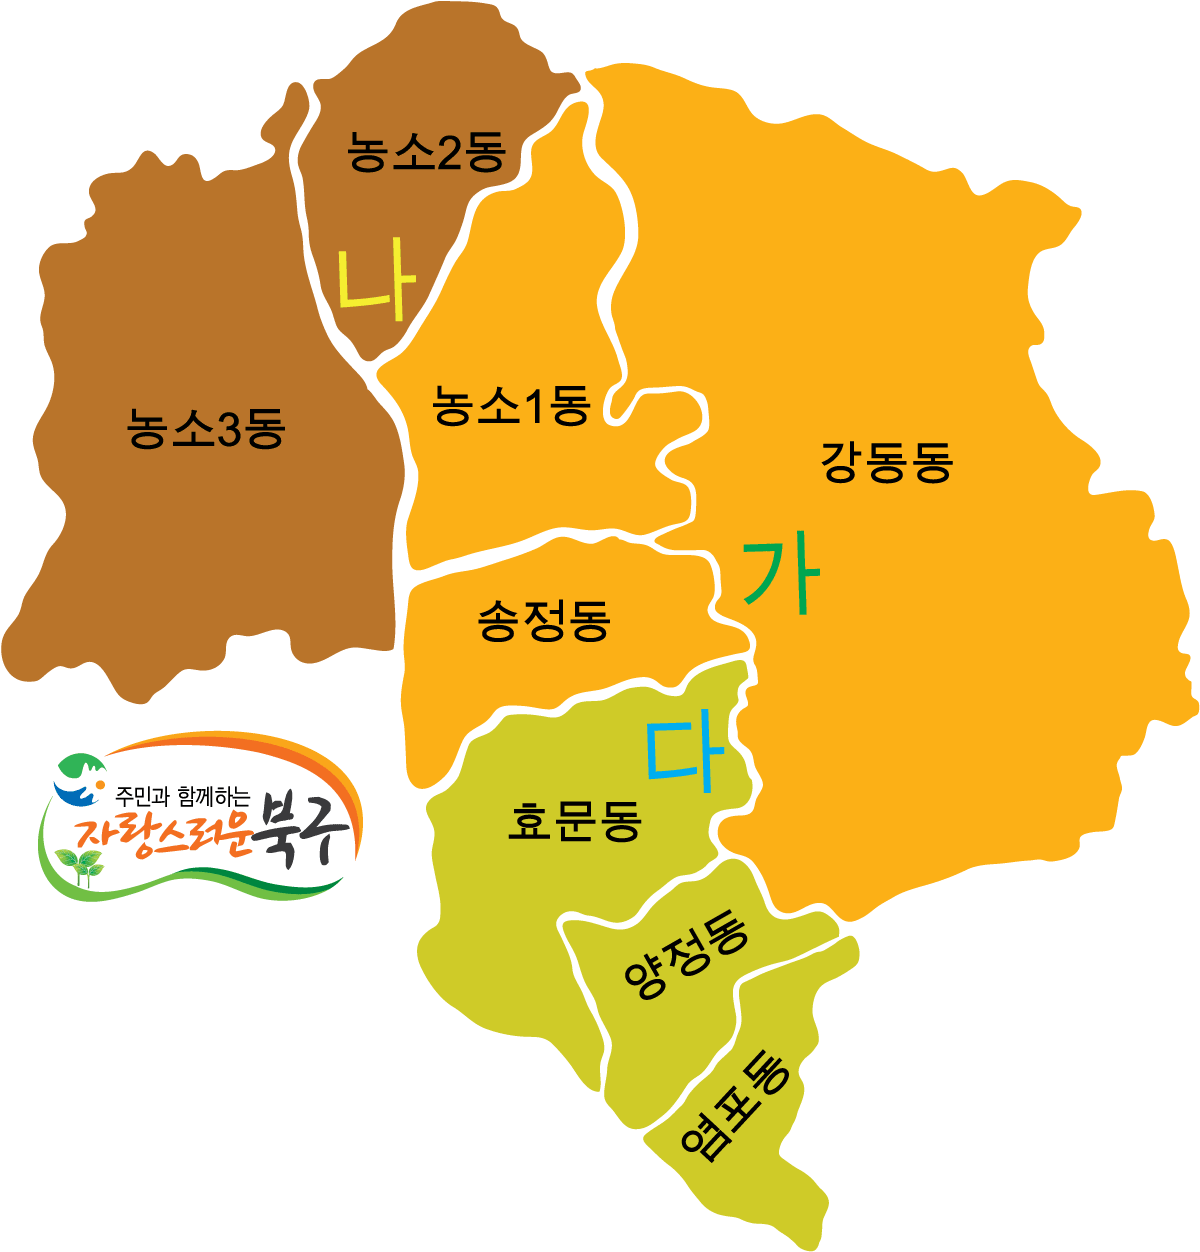 농소2동
나
농소1동
농소3동
강동동
가
송정동
다
효문동
주민과 함께하는
자랑스러운 북구
양정동
염포동